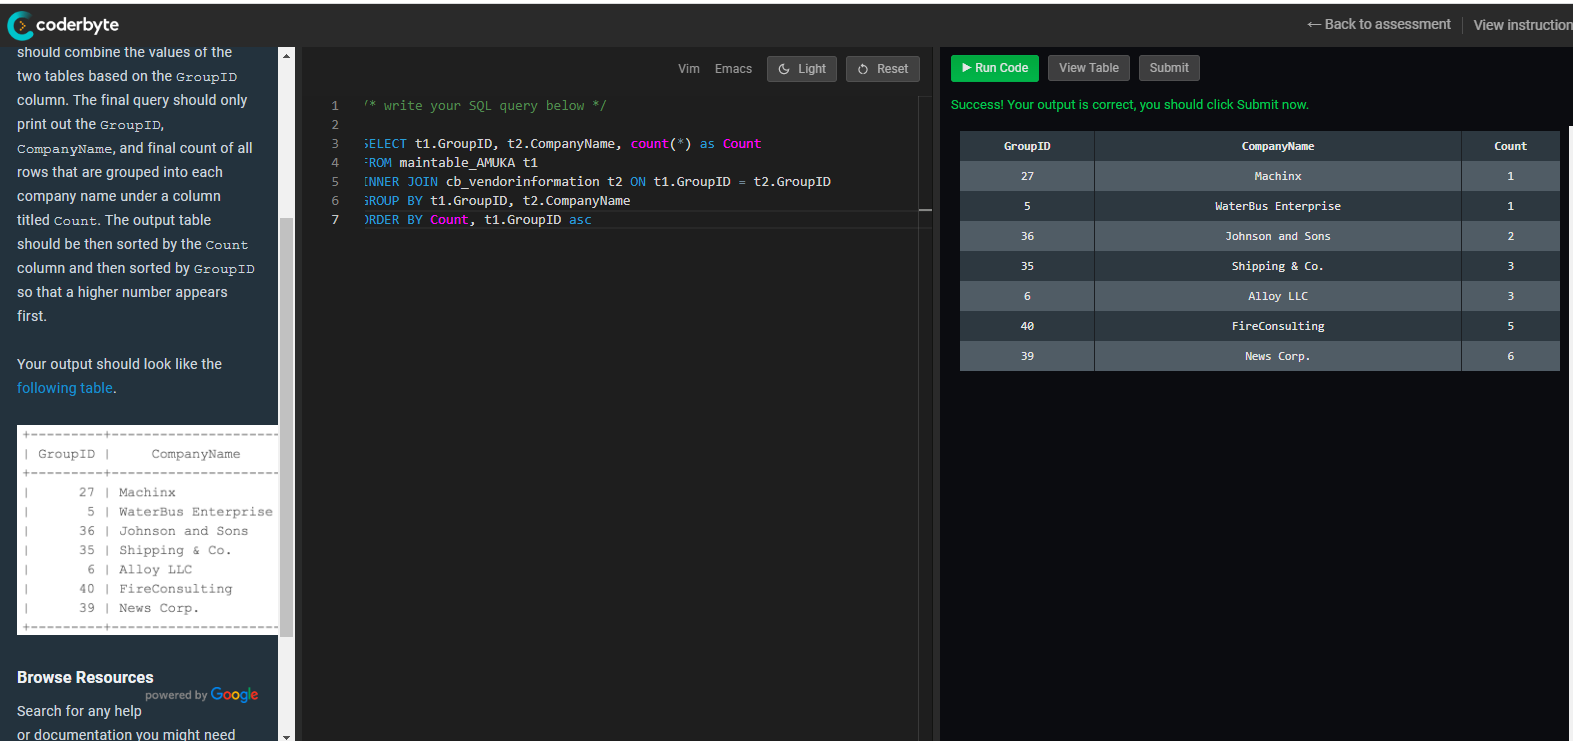 coderbyte
← Back to assessment
View instruction
should combine the values of the
two tables based on the GroupID
column. The final query should only
print out the GroupID,
CompanyName, and final count of all
rows that are grouped into each
company name under a column
titled Count. The output table
should be then sorted by the Count
column and then sorted by GroupID
so that a higher number appears
first.
Your output should look like the
following table.
+---------+--------------------
| GroupID | CompanyName
+---------+--------------------
| 27 | Machinx
| 5 | WaterBus Enterprise
| 36 | Johnson and Sons
| 35 | Shipping & Co.
| 6 | Alloy LLC
| 40 | FireConsulting
| 39 | News Corp.
+---------+--------------------
Browse Resources
powered by Google
Search for any help
or documentation you might need
Vim Emacs Light Reset
1 /* write your SQL query below */
2
3 SELECT t1.GroupID, t2.CompanyName, count(*) as Count
4 FROM maintable_AMUKA t1
5 INNER JOIN cb_vendorinformation t2 ON t1.GroupID = t2.GroupID
6 GROUP BY t1.GroupID, t2.CompanyName
7 ORDER BY Count, t1.GroupID asc
Run Code View Table Submit
Success! Your output is correct, you should click Submit now.
GroupID CompanyName Count
27 Machinx 1
5 WaterBus Enterprise 1
36 Johnson and Sons 2
35 Shipping & Co. 3
6 Alloy LLC 3
40 FireConsulting 5
39 News Corp. 6